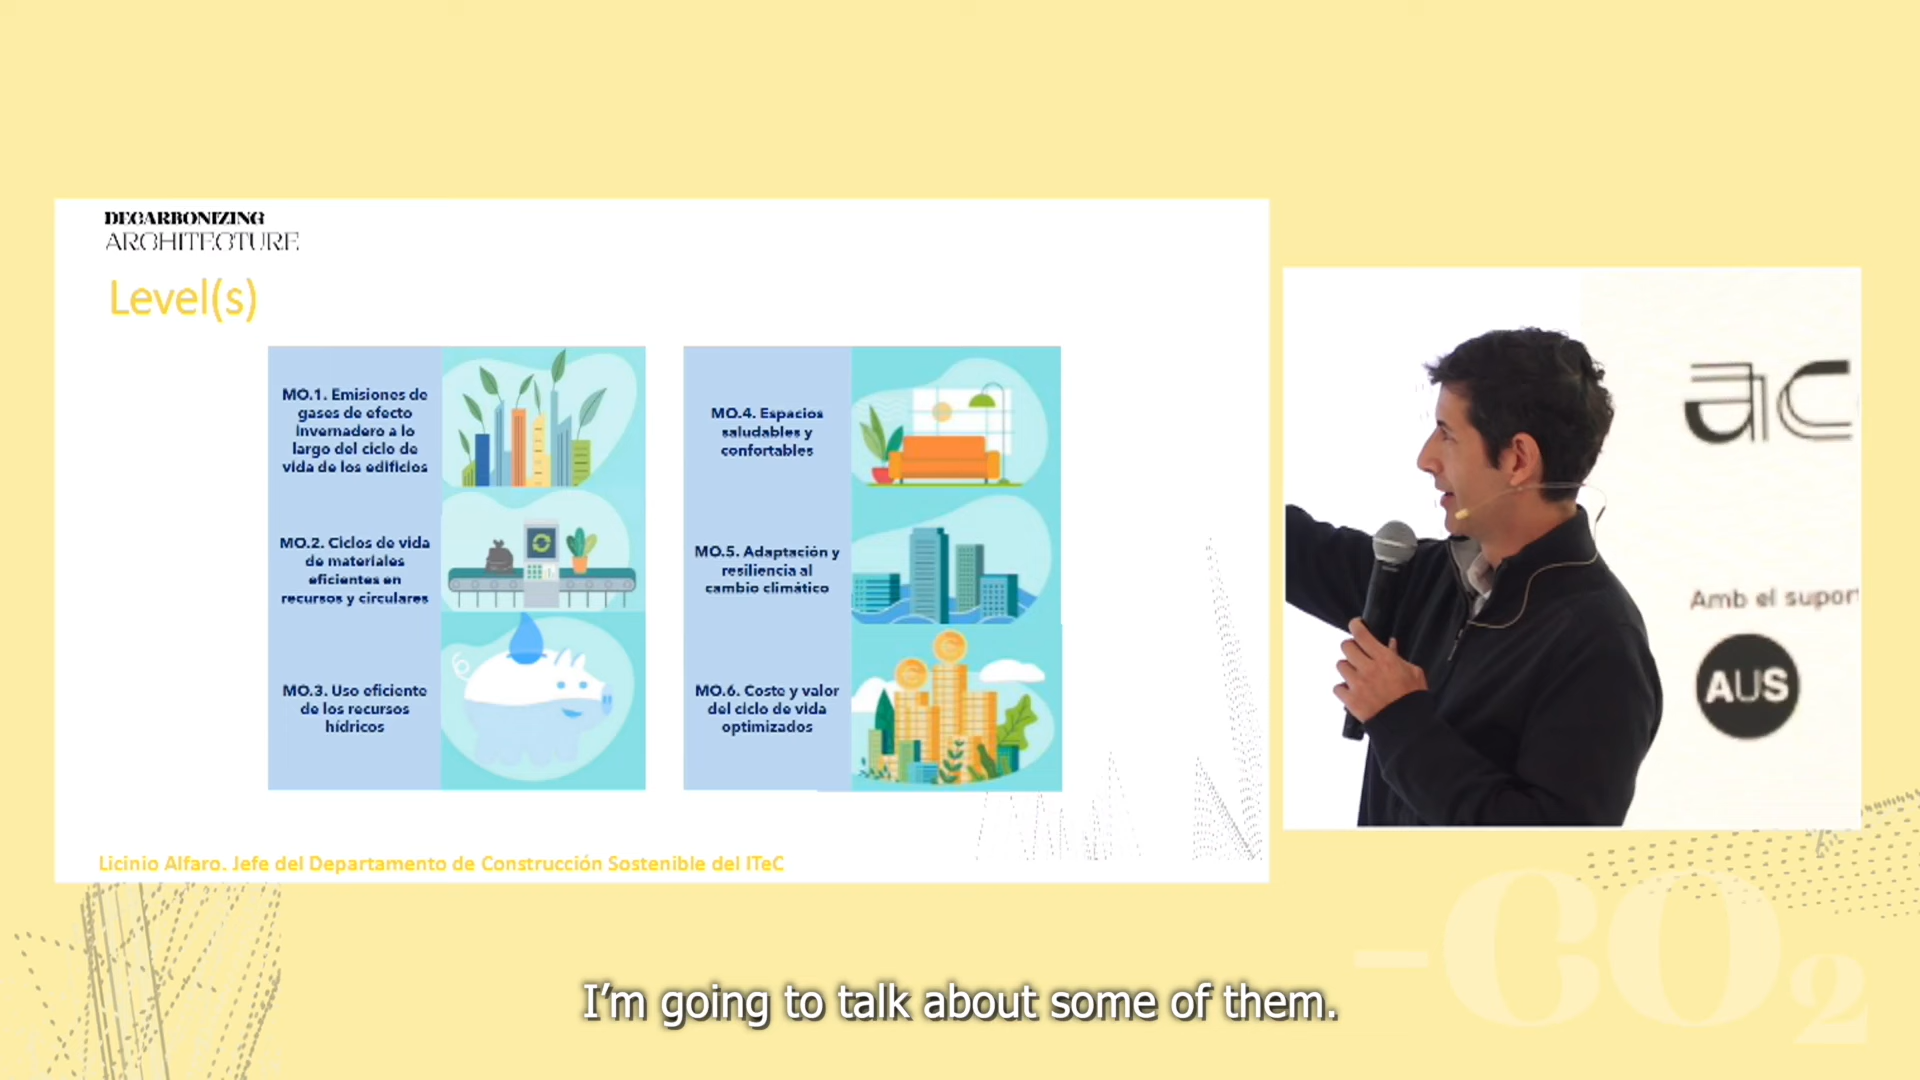 DECARBONIZING
ARCHITECTURE
Level(s)
MO.1. Emisiones de
gases de efecto
invernadero a lo
largo del ciclo de
vida de los edificios
MO.2. Ciclos de vida
de materiales
eficientes en
recursos y circulares
MO.3. Uso eficiente
de los recursos
hídricos
MO.4. Espacios
saludables y
confortables
MO.5. Adaptación y
resiliencia al
cambio climático
MO.6. Coste y valor
del ciclo de vida
optimizados
Licinio Alfaro. Jefe del Departamento de Construcción Sostenible del ITeC
ac
Amb el supor
AUS
-CO2
I’m going to talk about some of them.